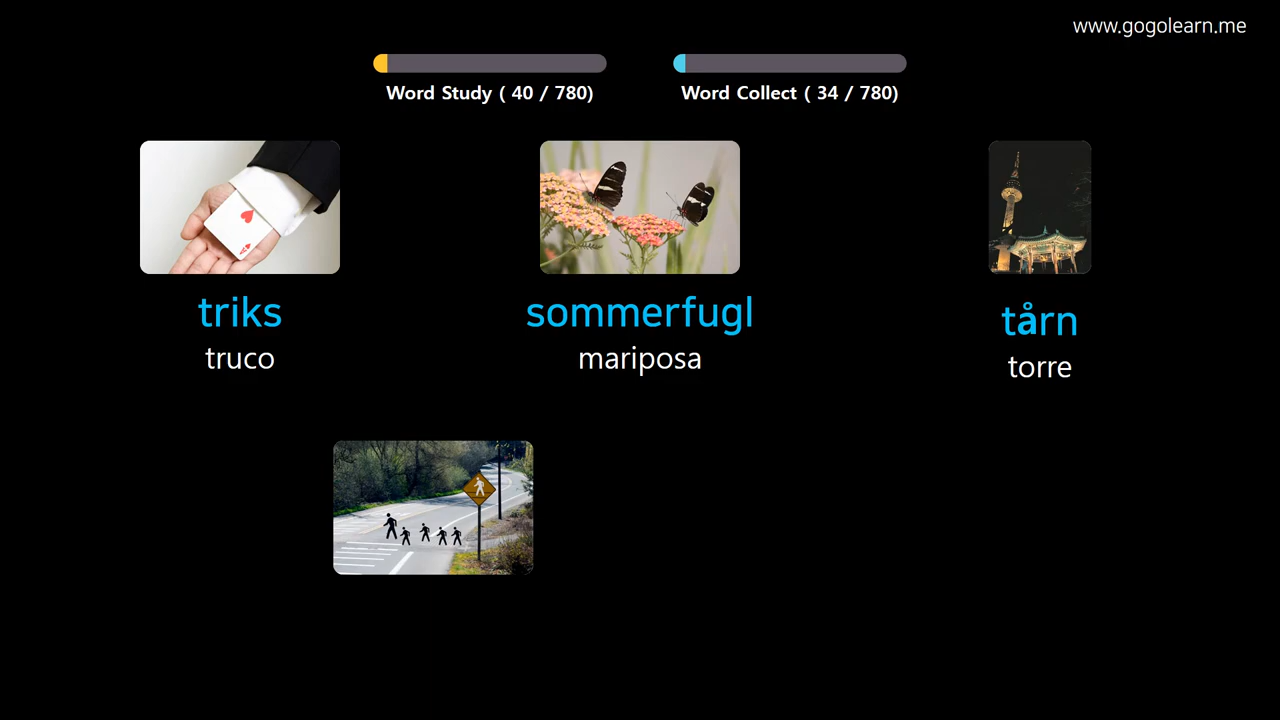 www.gogolearn.me
Word Study ( 40 / 780)
Word Collect ( 34 / 780)
triks
truco
sommerfugl
mariposa
tårn
torre